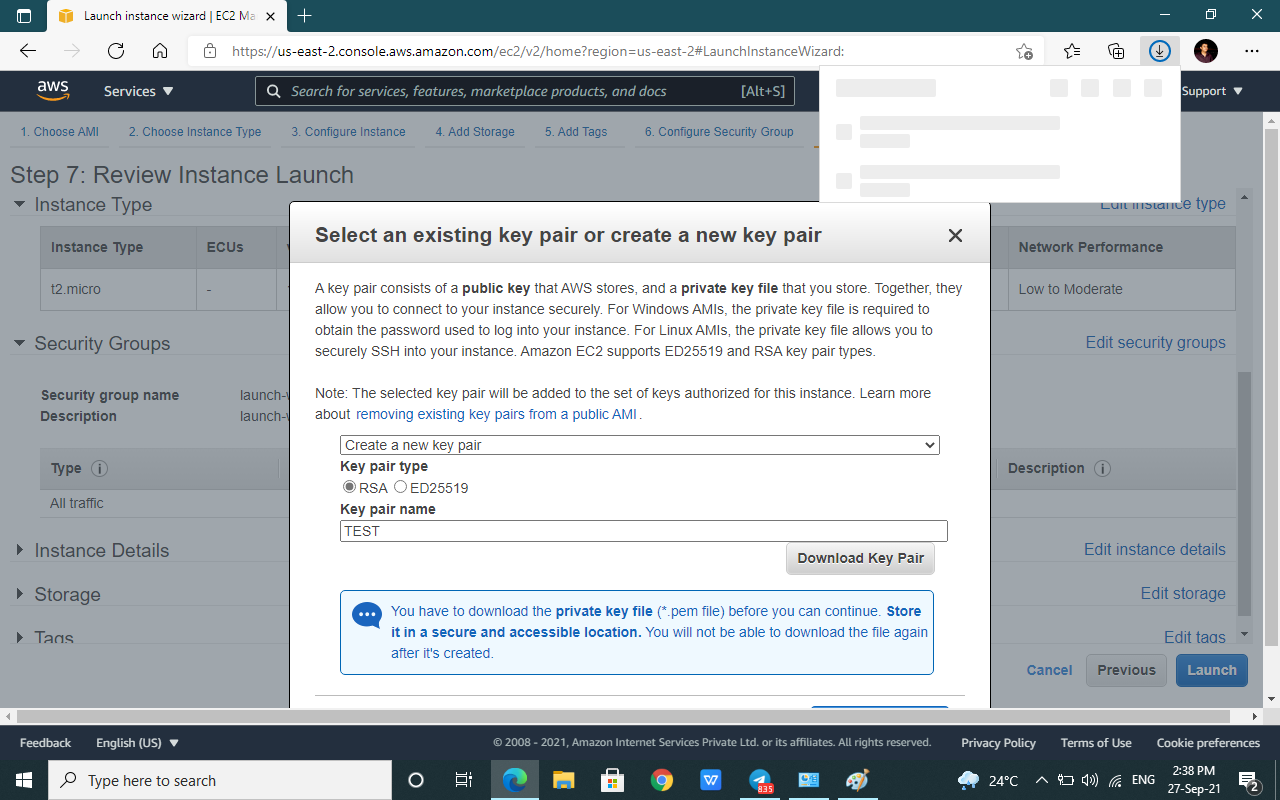 Launch instance wizard | EC2 Ma
https://us-east-2.console.aws.amazon.com/ec2/v2/home?region=us-east-2#LaunchInstanceWizard:
aws
Services
Search for services, features, marketplace products, and docs
[Alt+S]
Support
1. Choose AMI
2. Choose Instance Type
3. Configure Instance
4. Add Storage
5. Add Tags
6. Configure Security Group
Step 7: Review Instance Launch
Instance Type
Edit instance type
Instance Type
ECUs
Network Performance
t2.micro
-
Low to Moderate
Security Groups
Edit security groups
Security group name
launch-w
Description
launch-w
Type
Description
All traffic
Instance Details
Edit instance details
Storage
Edit storage
Tags
Edit tags
Select an existing key pair or create a new key pair
A key pair consists of a public key that AWS stores, and a private key file that you store. Together, they
allow you to connect to your instance securely. For Windows AMIs, the private key file is required to
obtain the password used to log into your instance. For Linux AMIs, the private key file allows you to
securely SSH into your instance. Amazon EC2 supports ED25519 and RSA key pair types.
Note: The selected key pair will be added to the set of keys authorized for this instance. Learn more
about removing existing key pairs from a public AMI.
Create a new key pair
Key pair type
RSA ED25519
Key pair name
TEST
Download Key Pair
You have to download the private key file (*.pem file) before you can continue. Store
it in a secure and accessible location. You will not be able to download the file again
after it's created.
Cancel
Previous
Launch
Feedback
English (US)
© 2008 - 2021, Amazon Internet Services Private Ltd. or its affiliates. All rights reserved.
Privacy Policy
Terms of Use
Cookie preferences
Type here to search
835
24°C
ENG
2:38 PM
27-Sep-21
2